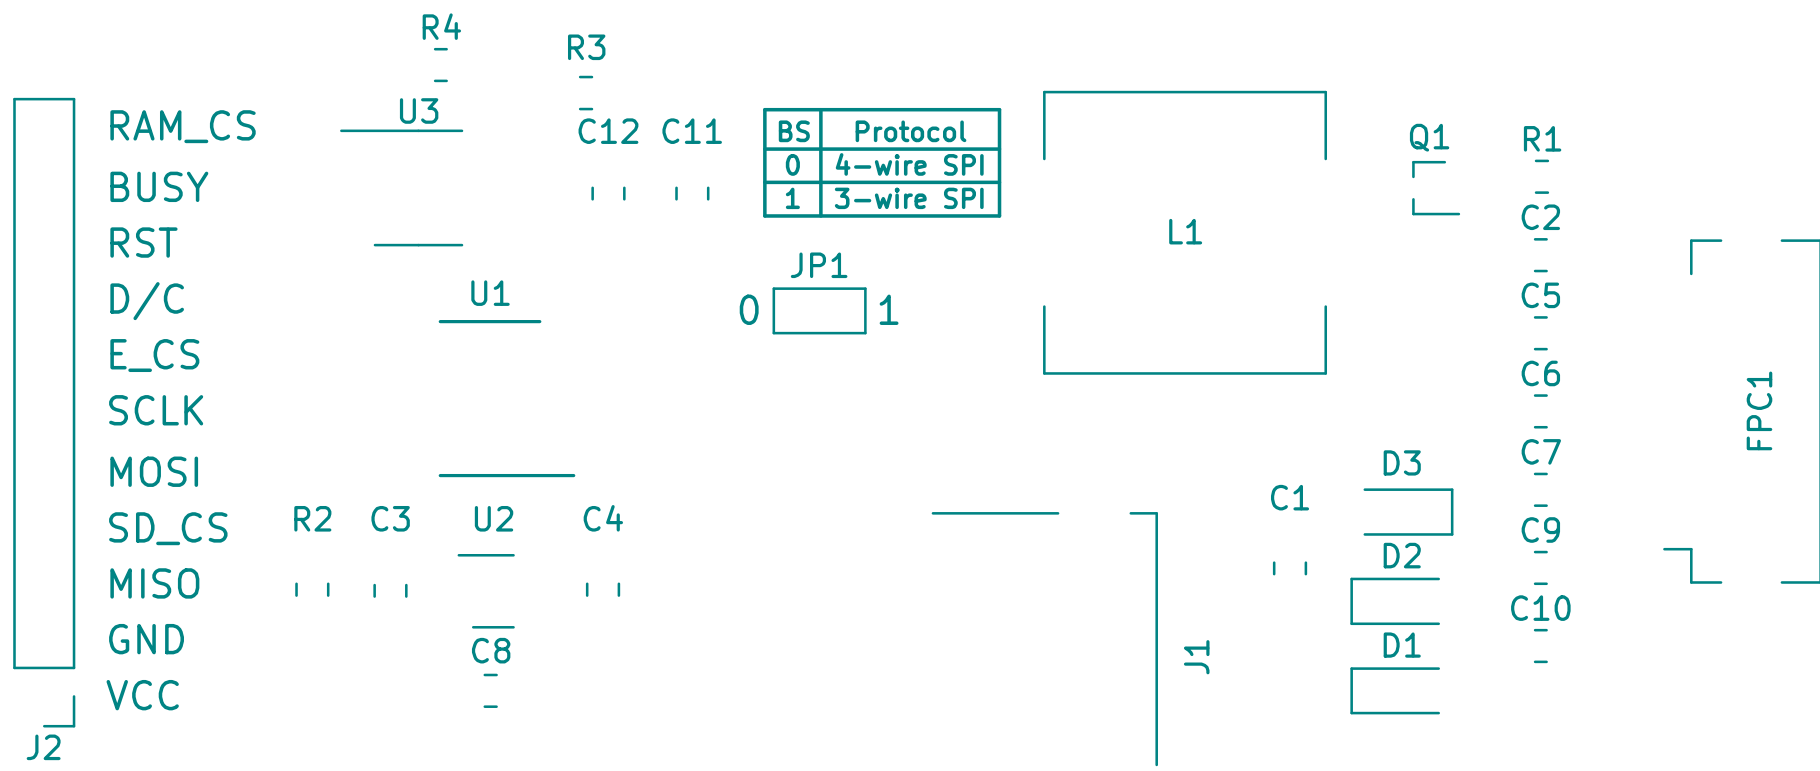 R4
R3
U3
RAM_CS
BUSY
RST
D/C
E_CS
SCLK
MOSI
SD_CS
MISO
GND
VCC
J2
C12 C11
BS Protocol
0 4-wire SPI
1 3-wire SPI
JP1
0 1
U1
R2 C3 U2 C4
C8
L1
Q1
R1
C2
C5
C6
C7
C9
C10
C1
D3
D2
D1
J1
FPC1